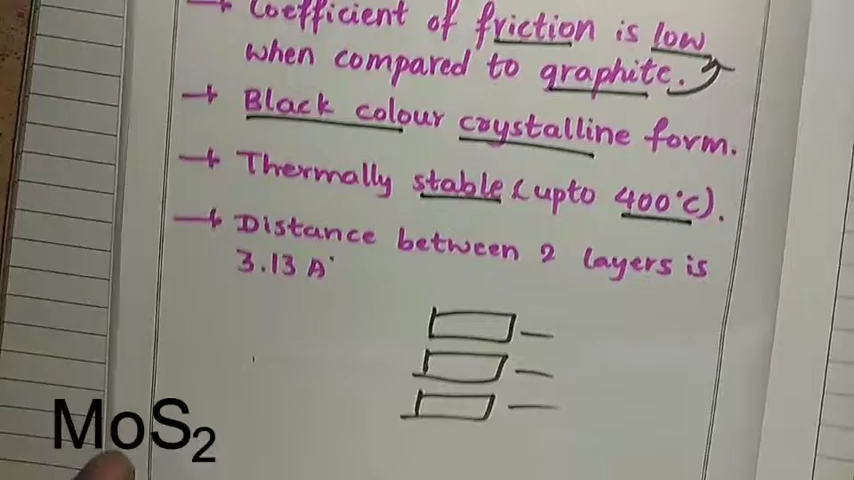 → Coefficient of friction is low
when compared to graphite.
→ Black colour crystalline form.
→ Thermally stable (upto 400°c).
→ Distance between 2 layers is
3.13 A°
MoS₂